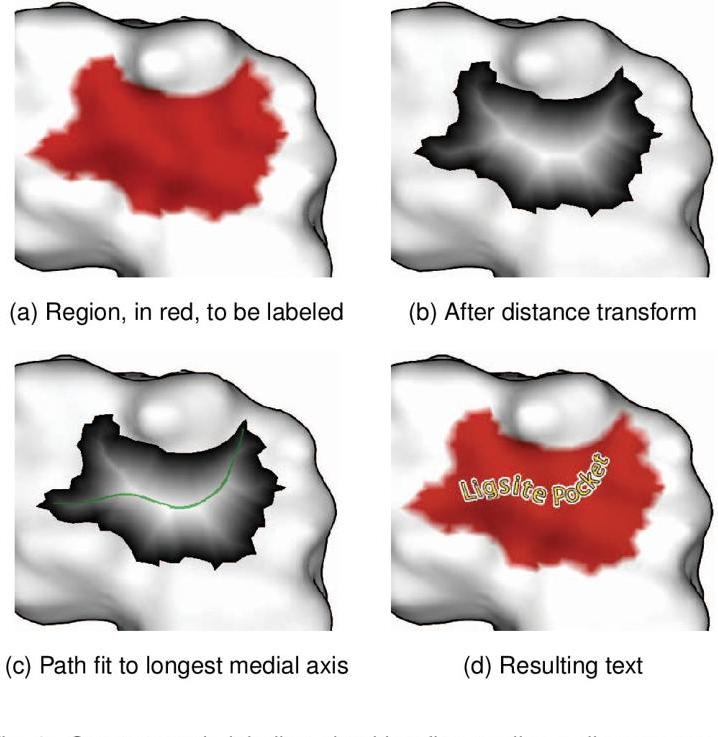 (a) Region, in red, to be labeled
(b) After distance transform
(c) Path fit to longest medial axis
Ligsite Pocket
(d) Resulting text